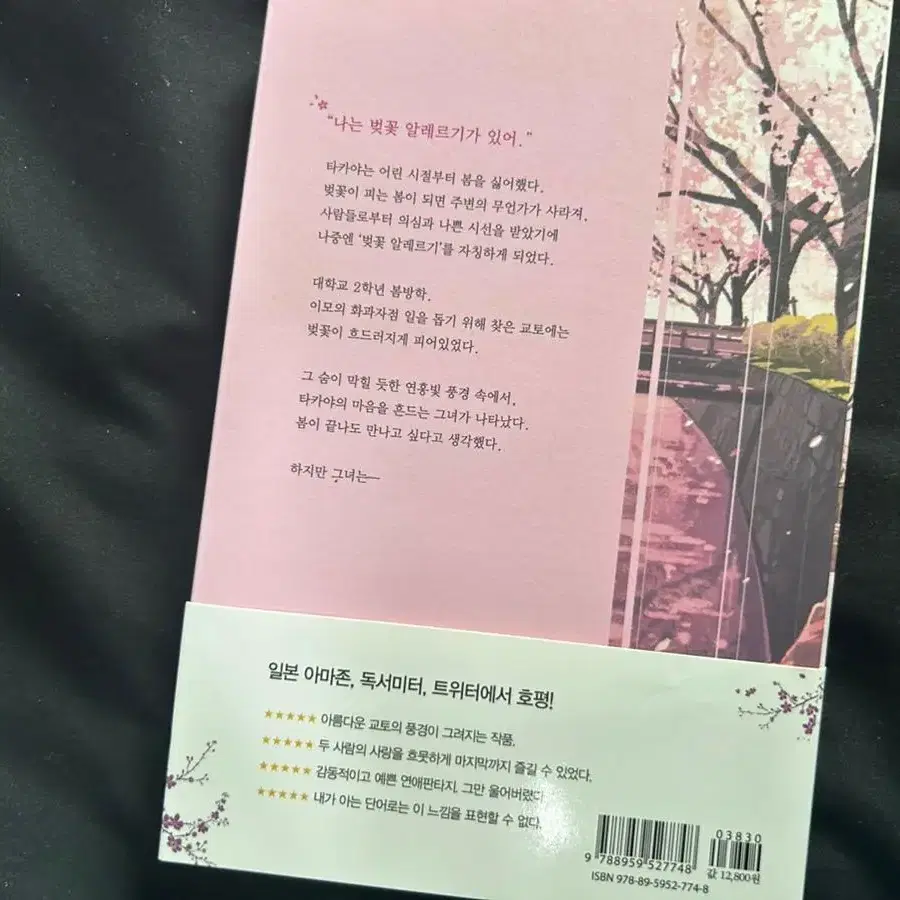 "나는 벚꽃 알레르기가 있어."
타카야는 어린 시절부터 봄을 싫어했다.
벚꽃이 피는 봄이 되면 주변의 무언가가 사라져,
사람들로부터 의심과 나쁜 시선을 받았기에
나중엔 '벚꽃 알레르기'를 자칭하게 되었다.
대학교 2학년 봄방학.
이모의 화과자점 일을 돕기 위해 찾은 교토에는
벚꽃이 흐드러지게 피어있었다.
그 숨이 막힐 듯한 연홍빛 풍경 속에서,
타카야의 마음을 흔드는 그녀가 나타났다.
봄이 끝나도 만나고 싶다고 생각했다.
하지만 그녀는—
일본 아마존, 독서미터, 트위터에서 호평!
★★★★★ 아름다운 교토의 풍경이 그려지는 작품.
★★★★★ 두 사람의 사랑을 흐뭇하게 마지막까지 즐길 수 있었다.
★★★★★ 감동적이고 예쁜 연애판타지. 그만 울어버렸다
★★★★★ 내가 아는 단어로는 이 느낌을 표현할 수 없다.
03830
9 788959 527748
값 12,800원
ISBN 978-89-5952-774-8